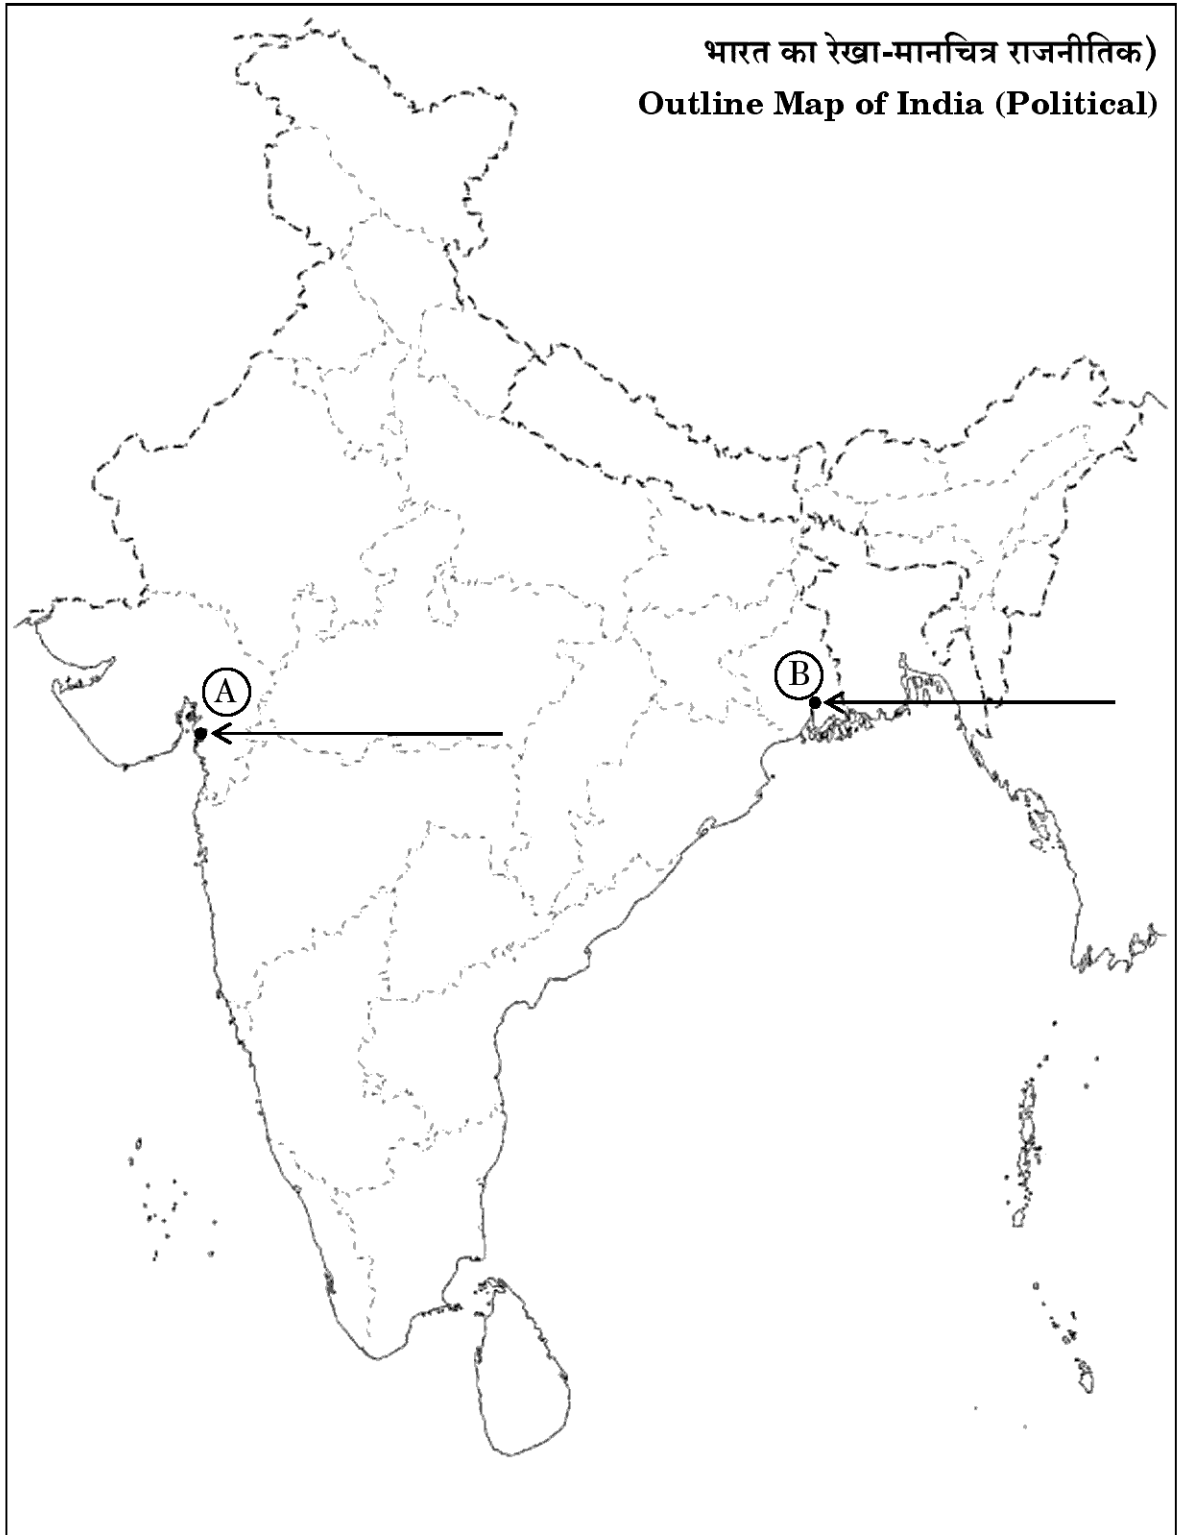 भारत का रेखा-मानचित्र राजनीतिक)
Outline Map of India (Political)
A
B